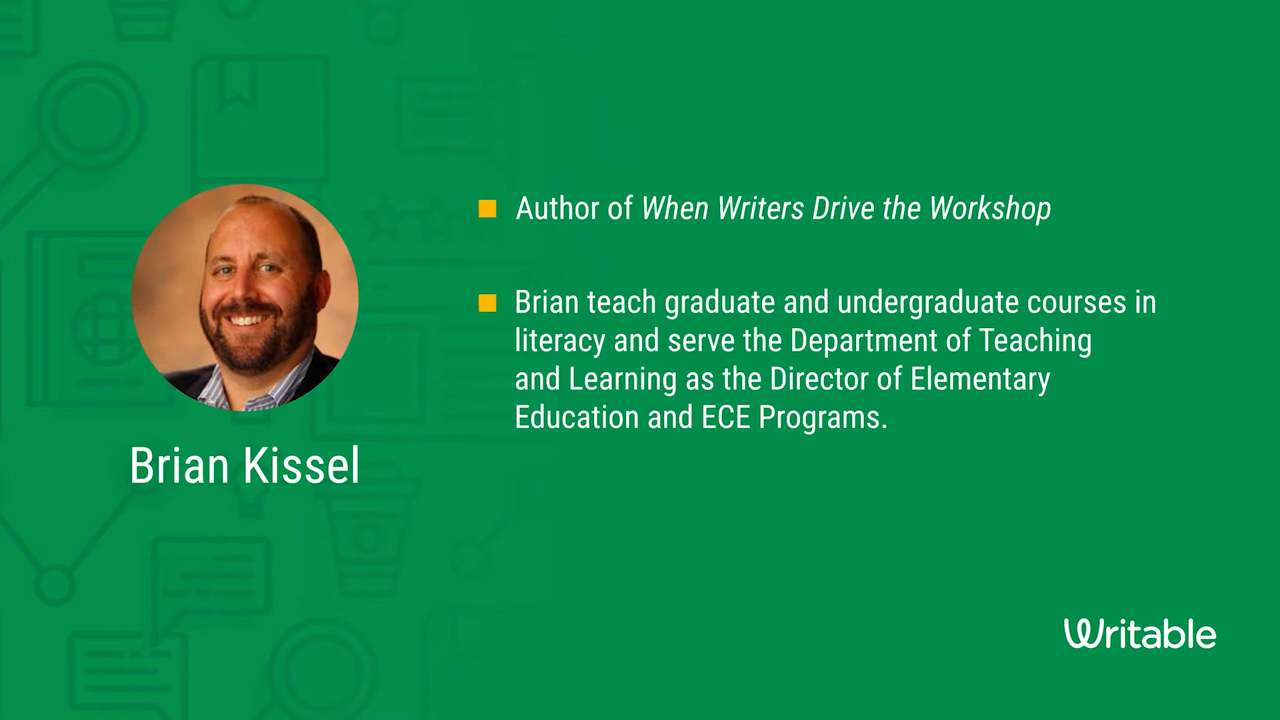 Author of When Writers Drive the Workshop
Brian teach graduate and undergraduate courses in
literacy and serve the Department of Teaching
and Learning as the Director of Elementary
Education and ECE Programs.
Brian Kissel
Writable